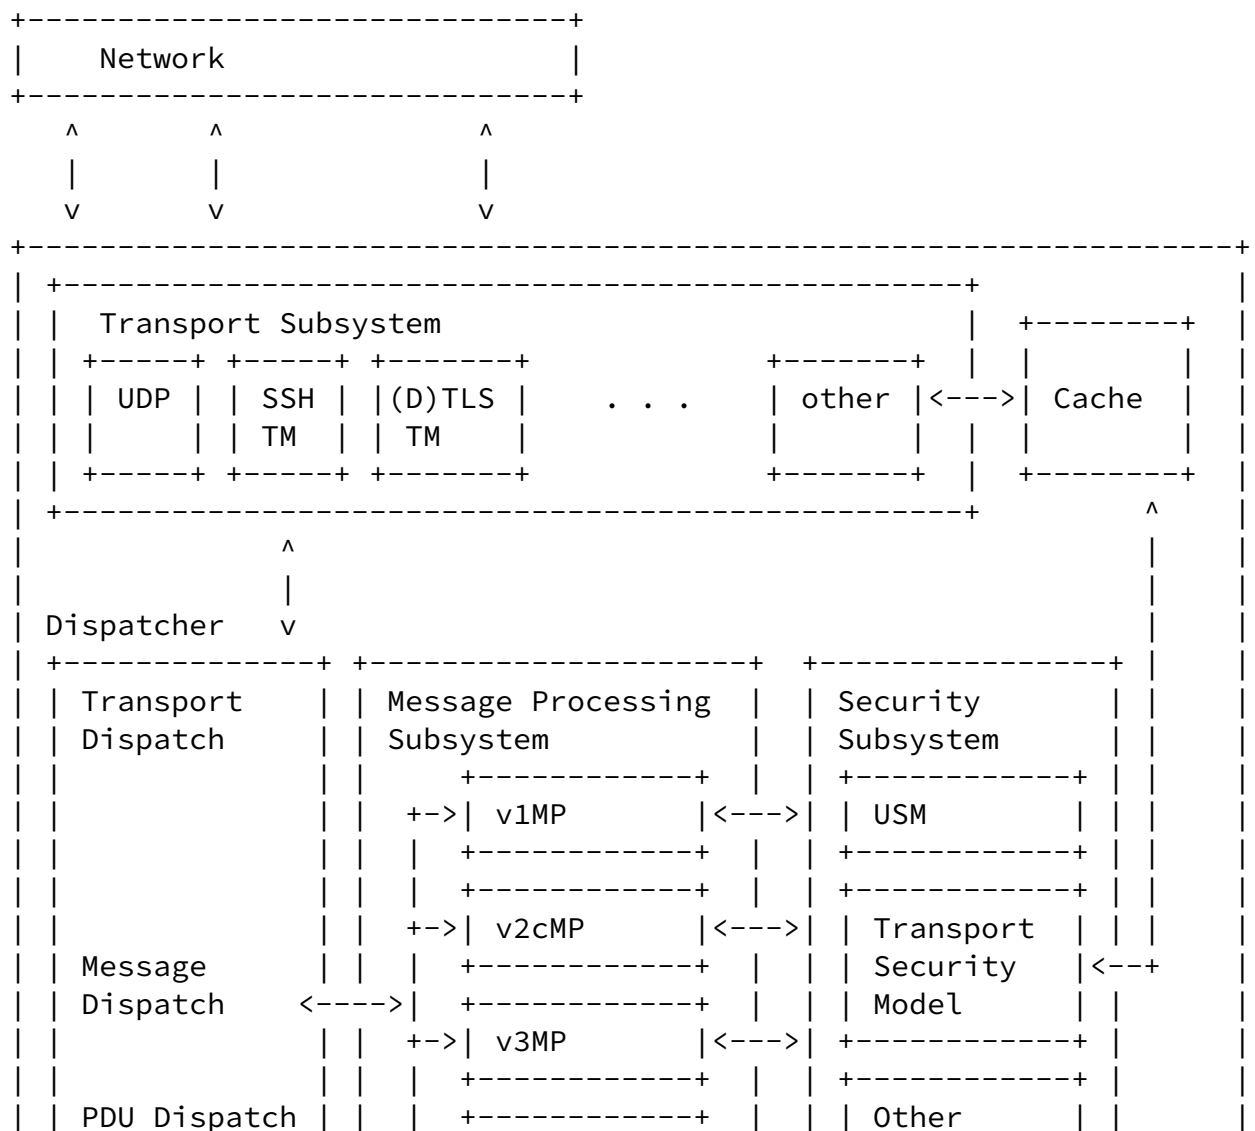 Network
Transport Subsystem
UDP SSH (D)TLS . . . other <---> Cache
TM TM
Dispatcher
Transport Message Processing Security
Dispatch Subsystem Subsystem
+-> v1MP <---> USM
+-> v2cMP <---> Transport
Message Security <--+
Dispatch <----> Model
+-> v3MP <--->
PDU Dispatch Other